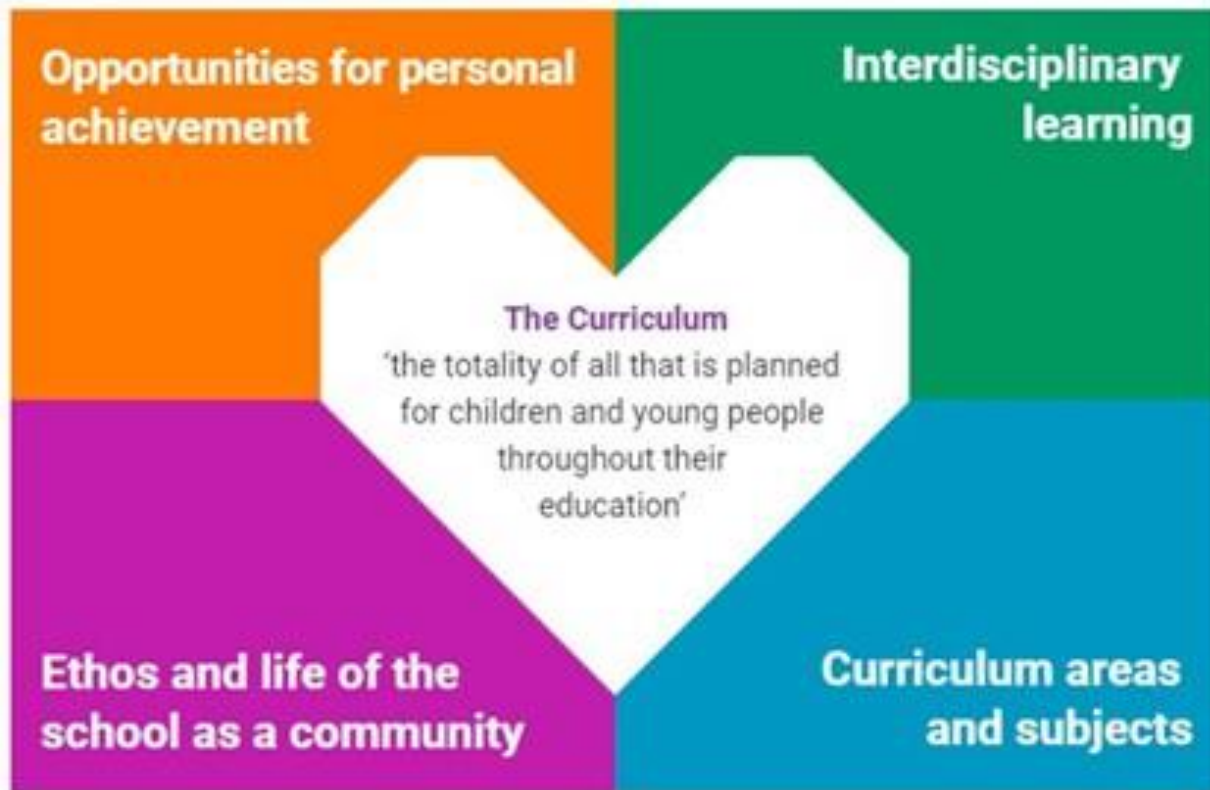 Opportunities for personal
achievement
Interdisciplinary
learning
The Curriculum
‘the totality of all that is planned
for children and young people
throughout their
education’
Ethos and life of the
school as a community
Curriculum areas
and subjects